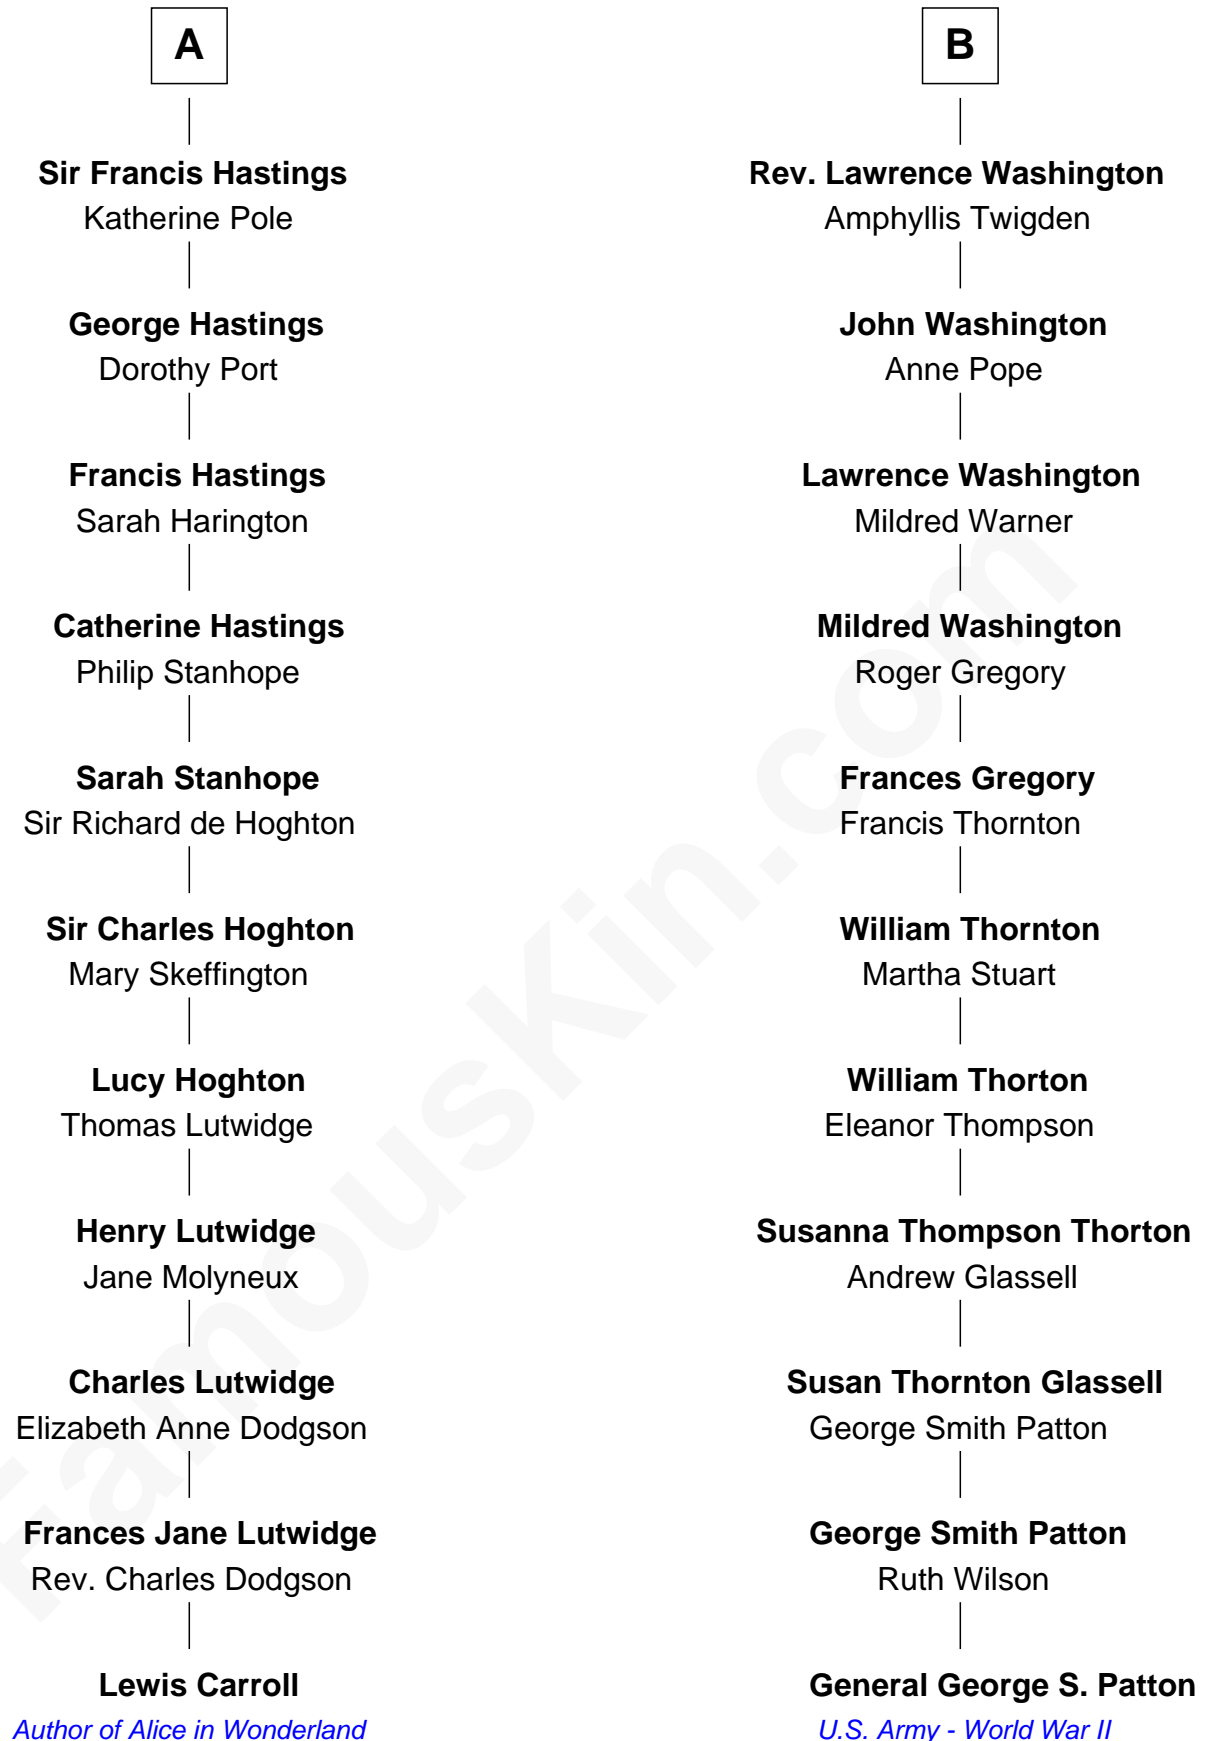 A
Sir Francis Hastings
Katherine Pole
George Hastings
Dorothy Port
Francis Hastings
Sarah Harington
Catherine Hastings
Philip Stanhope
Sarah Stanhope
Sir Richard de Hoghton
Sir Charles Hoghton
Mary Skeffington
Lucy Hoghton
Thomas Lutwidge
Henry Lutwidge
Jane Molyneux
Charles Lutwidge
Elizabeth Anne Dodgson
Frances Jane Lutwidge
Rev. Charles Dodgson
Lewis Carroll
Author of Alice in Wonderland
B
Rev. Lawrence Washington
Amphyllis Twigden
John Washington
Anne Pope
Lawrence Washington
Mildred Warner
Mildred Washington
Roger Gregory
Frances Gregory
Francis Thornton
William Thornton
Martha Stuart
William Thorton
Eleanor Thompson
Susanna Thompson Thorton
Andrew Glassell
Susan Thornton Glassell
George Smith Patton
George Smith Patton
Ruth Wilson
General George S. Patton
U.S. Army - World War II
FamousKin.com